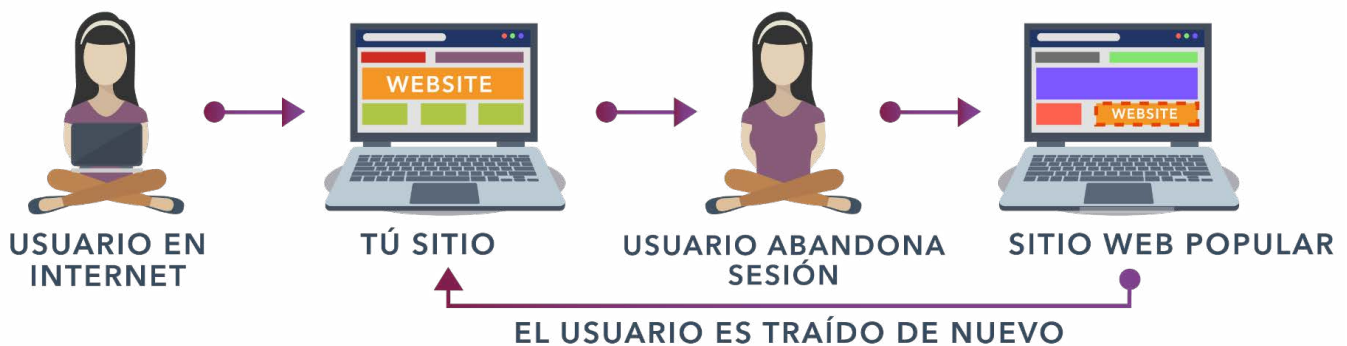 WEBSITE
WEBSITE
USUARIO EN
INTERNET
TÚ SITIO
USUARIO ABANDONA
SESIÓN
SITIO WEB POPULAR
EL USUARIO ES TRAÍDO DE NUEVO